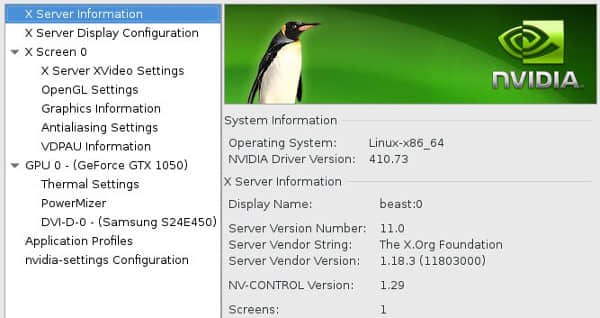 X Server Information
X Server Display Configuration
X Screen 0
X Server XVideo Settings
OpenGL Settings
Graphics Information
Antialiasing Settings
VDPAU Information
GPU 0 - (GeForce GTX 1050)
Thermal Settings
PowerMizer
DVI-D-0 - (Samsung S24E450)
Application Profiles
nvidia-settings Configuration
NVIDIA
System Information
Operating System: Linux-x86_64
NVIDIA Driver Version: 410.73
X Server Information
Display Name: beast:0
Server Version Number: 11.0
Server Vendor String: The X.Org Foundation
Server Vendor Version: 1.18.3 (11803000)
NV-CONTROL Version: 1.29
Screens: 1